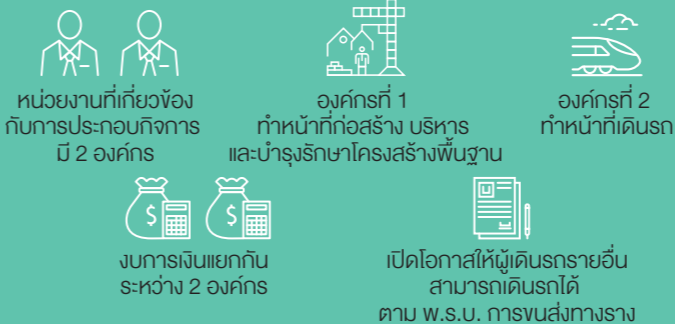 หน่วยงานที่เกี่ยวข้อง
กับการประกอบกิจการ
มี 2 องค์กร
องค์กรที่ 1
ทำหน้าที่ก่อสร้าง บริหาร
และบำรุงรักษาโครงสร้างพื้นฐาน
องค์กรที่ 2
ทำหน้าที่เดินรถ
$ $
งบการเงินแยกกัน
ระหว่าง 2 องค์กร
เปิดโอกาสให้ผู้เดินรถรายอื่น
สามารถเดินรถได้
ตาม พ.ร.บ. การขนส่งทางราง